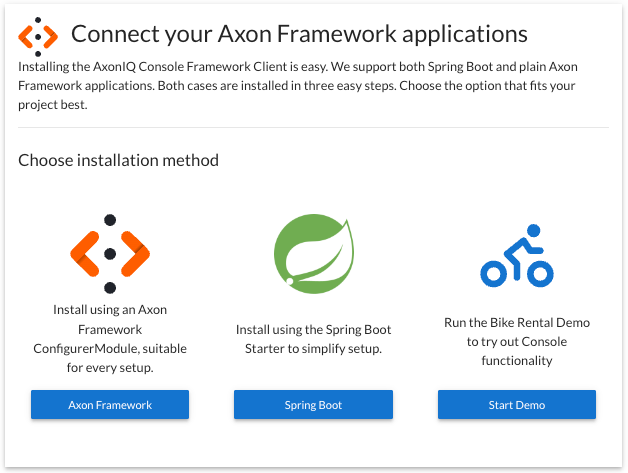 Connect your Axon Framework applications
Installing the AxonIQ Console Framework Client is easy. We support both Spring Boot and plain Axon
Framework applications. Both cases are installed in three easy steps. Choose the option that fits your
project best.
Choose installation method
Install using an Axon
Framework
ConfigurerModule, suitable
for every setup.
Axon Framework
Install using the Spring Boot
Starter to simplify setup.
Spring Boot
Run the Bike Rental Demo
to try out Console
functionality
Start Demo